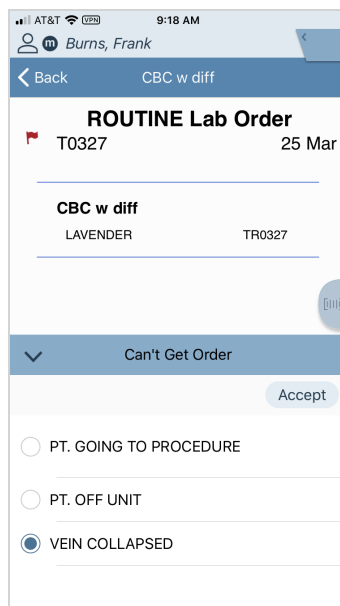 AT&T VPN 9:18 AM
m Burns, Frank
Back CBC w diff
ROUTINE Lab Order
T0327 25 Mar
CBC w diff
LAVENDER TR0327
Can't Get Order
Accept
PT. GOING TO PROCEDURE
PT. OFF UNIT
VEIN COLLAPSED